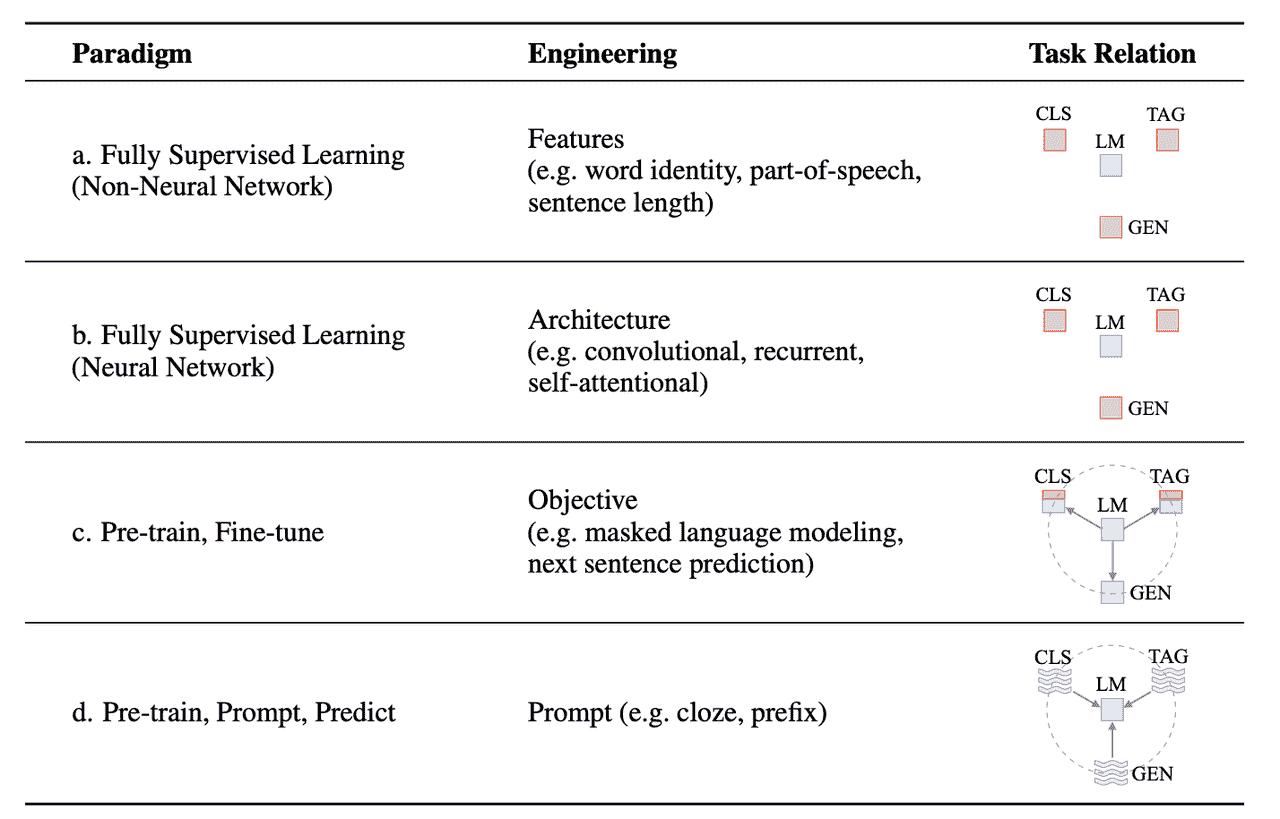 Paradigm Engineering Task Relation
a. Fully Supervised Learning
(Non-Neural Network)
Features
(e.g. word identity, part-of-speech,
sentence length)
CLS TAG
LM
GEN
b. Fully Supervised Learning
(Neural Network)
Architecture
(e.g. convolutional, recurrent,
self-attentional)
CLS TAG
LM
GEN
c. Pre-train, Fine-tune
Objective
(e.g. masked language modeling,
next sentence prediction)
CLS TAG
LM
GEN
d. Pre-train, Prompt, Predict
Prompt (e.g. cloze, prefix)
CLS TAG
LM
GEN